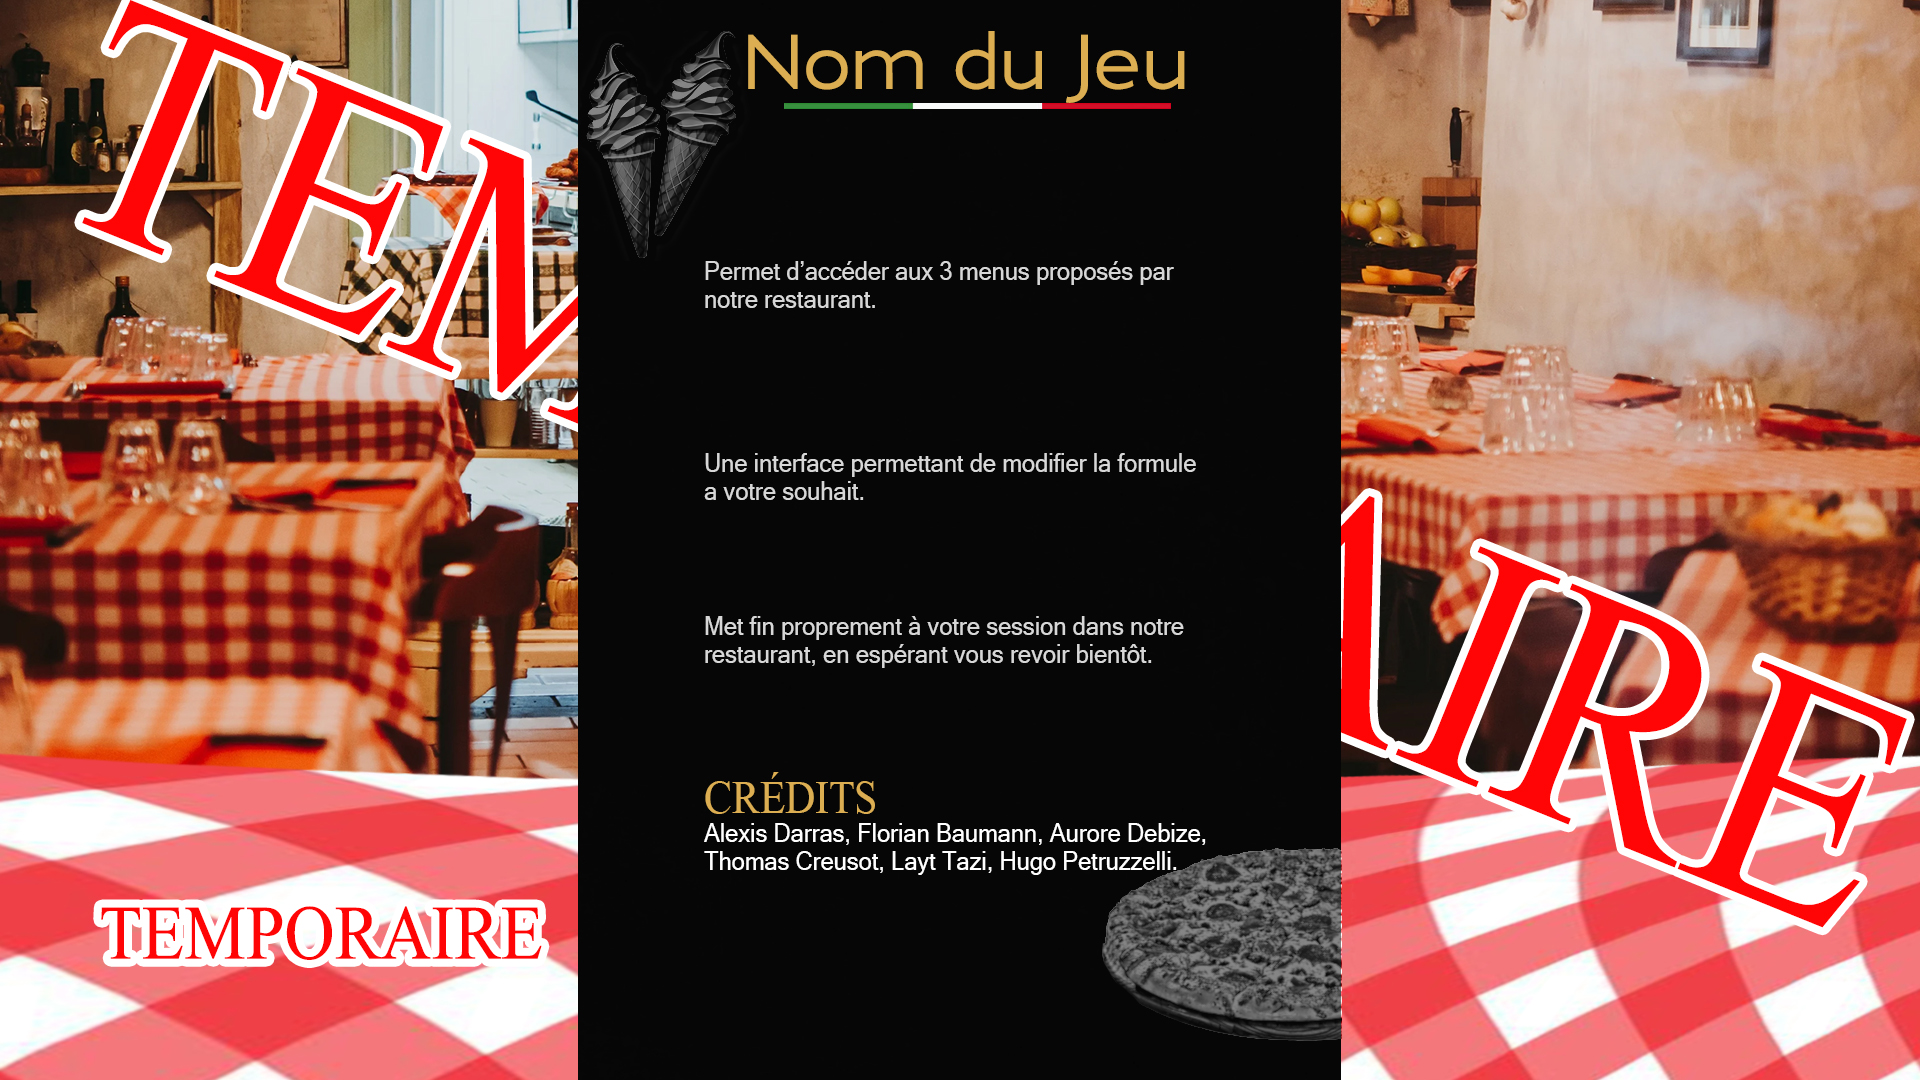 TEM
Nom du Jeu
Permet d’accéder aux 3 menus proposés par
notre restaurant.
Une interface permettant de modifier la formule
a votre souhait.
Met fin proprement à votre session dans notre
restaurant, en espérant vous revoir bientôt.
AIRE
CRÉDITS
Alexis Darras, Florian Baumann, Aurore Debize,
Thomas Creusot, Layt Tazi, Hugo Petruzzelli.
TEMPORAIRE